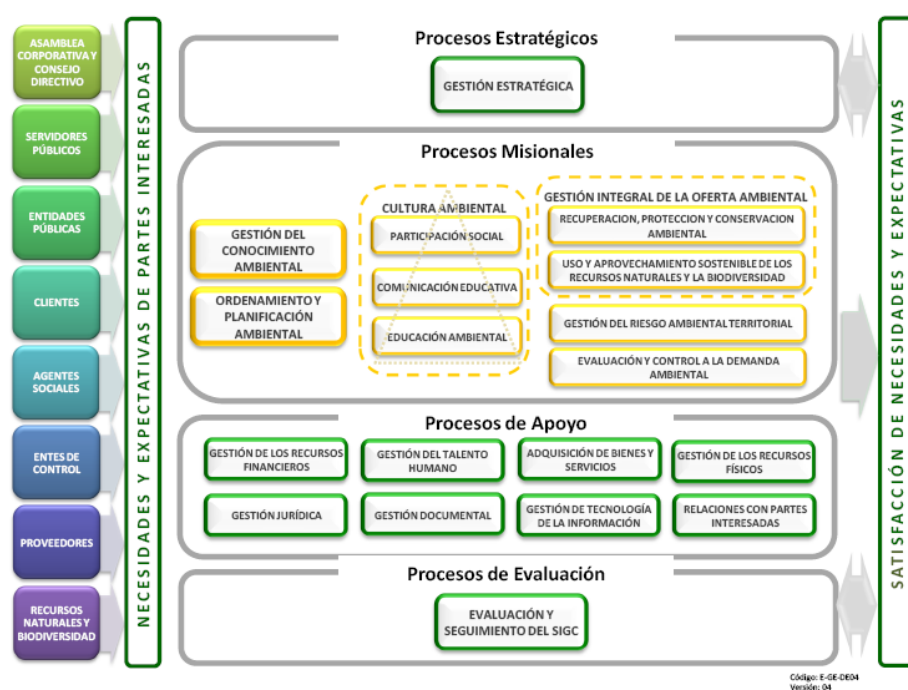 ASAMBLEA
CORPORATIVA Y
CONSEJO
DIRECTIVO
SERVIDORES
PÚBLICOS
ENTIDADES
PÚBLICAS
CLIENTES
AGENTES
SOCIALES
ENTES DE
CONTROL
PROVEEDORES
RECURSOS
NATURALES Y
BIODIVERSIDAD
NECESIDADES Y EXPECTATIVAS DE PARTES INTERESADAS
Procesos Estratégicos
GESTIÓN ESTRATÉGICA
Procesos Misionales
GESTIÓN DEL
CONOCIMIENTO
AMBIENTAL
ORDENAMIENTO Y
PLANIFICACIÓN
AMBIENTAL
CULTURA AMBIENTAL
PARTICIPACIÓN SOCIAL
COMUNICACIÓN EDUCATIVA
EDUCACIÓN AMBIENTAL
GESTIÓN INTEGRAL DE LA OFERTA AMBIENTAL
RECUPERACION, PROTECCION Y CONSERVACION
AMBIENTAL
USO Y APROVECHAMIENTO SOSTENIBLE DE LOS
RECURSOS NATURALES Y LA BIODIVERSIDAD
GESTIÓN DEL RIESGO AMBIENTAL TERRITORIAL
EVALUACIÓN Y CONTROL A LA DEMANDA
AMBIENTAL
Procesos de Apoyo
GESTIÓN DE LOS RECURSOS
FINANCIEROS
GESTIÓN DEL TALENTO
HUMANO
ADQUISICIÓN DE BIENES Y
SERVICIOS
GESTIÓN DE LOS RECURSOS
FÍSICOS
GESTIÓN JURÍDICA
GESTIÓN DOCUMENTAL
GESTIÓN DE TECNOLOGÍA
DE LA INFORMACIÓN
RELACIONES CON PARTES
INTERESADAS
Procesos de Evaluación
EVALUACIÓN Y
SEGUIMIENTO DEL SIGC
SATISFACCIÓN DE NECESIDADES Y EXPECTATIVAS
Código: E-GE-DE04
Versión: 04